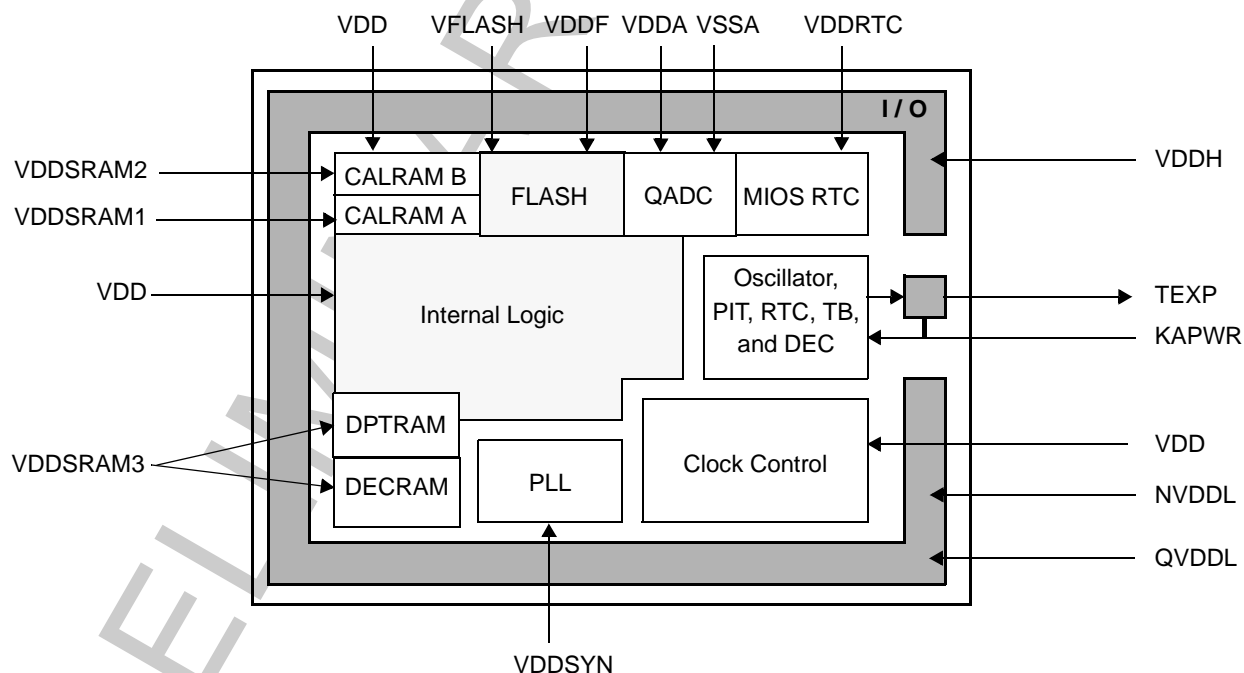 VDD VFLASH VDDF VDDA VSSA VDDRTC
I / O
VDDH
VDDSRAM2
CALRAM B
FLASH
QADC
MIOS RTC
VDDSRAM1
CALRAM A
VDD
Internal Logic
Oscillator,
PIT, RTC, TB,
and DEC
TEXP
KAPWR
DPTRAM
VDDSRAM3
DECRAM
PLL
Clock Control
VDD
NVDDL
QVDDL
VDDSYN